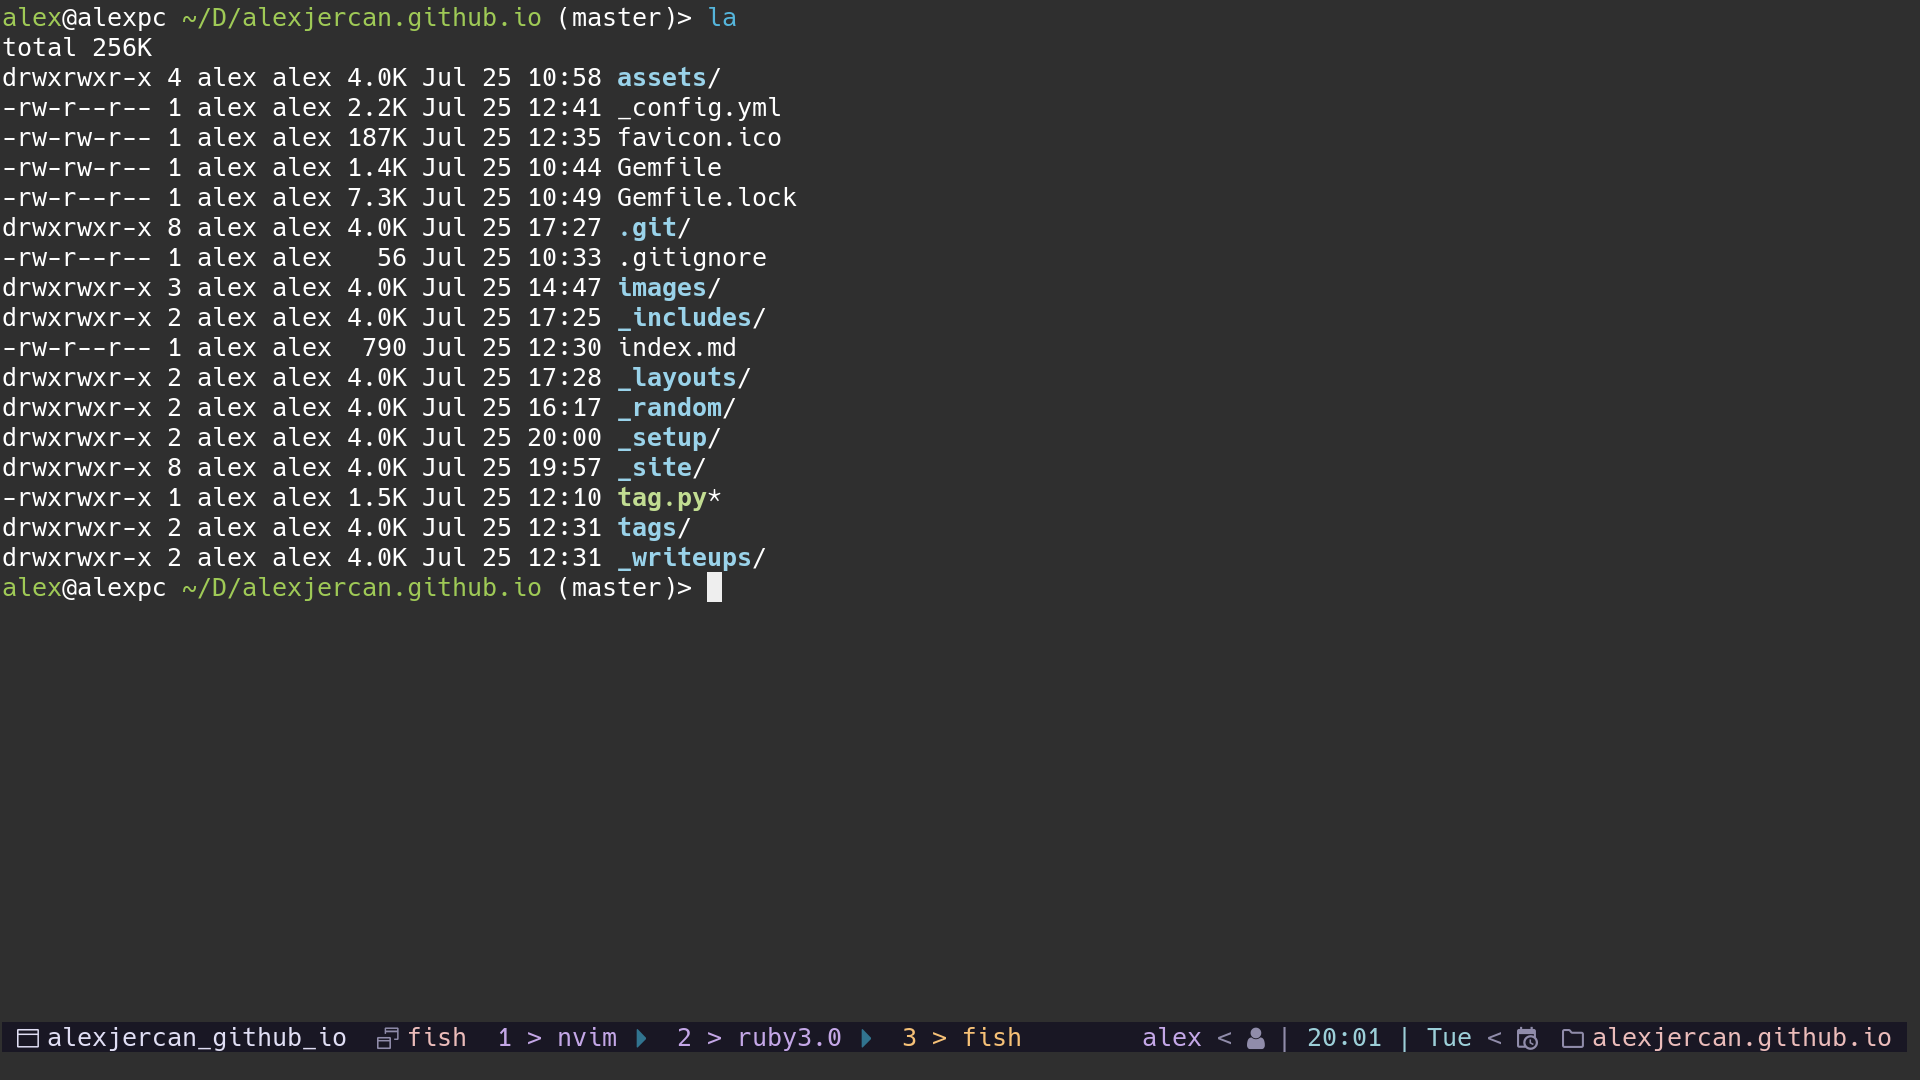 alex@alexpc ~/D/alexjercan.github.io (master)> la
total 256K
drwxrwxr-x 4 alex alex 4.0K Jul 25 10:58 assets/
-rw-r--r-- 1 alex alex 2.2K Jul 25 12:41 _config.yml
-rw-rw-r-- 1 alex alex 187K Jul 25 12:35 favicon.ico
-rw-rw-r-- 1 alex alex 1.4K Jul 25 10:44 Gemfile
-rw-r--r-- 1 alex alex 7.3K Jul 25 10:49 Gemfile.lock
drwxrwxr-x 8 alex alex 4.0K Jul 25 17:27 .git/
-rw-r--r-- 1 alex alex   56 Jul 25 10:33 .gitignore
drwxrwxr-x 3 alex alex 4.0K Jul 25 14:47 images/
drwxrwxr-x 2 alex alex 4.0K Jul 25 17:25 _includes/
-rw-r--r-- 1 alex alex  790 Jul 25 12:30 index.md
drwxrwxr-x 2 alex alex 4.0K Jul 25 17:28 _layouts/
drwxrwxr-x 2 alex alex 4.0K Jul 25 16:17 _random/
drwxrwxr-x 2 alex alex 4.0K Jul 25 20:00 _setup/
drwxrwxr-x 8 alex alex 4.0K Jul 25 19:57 _site/
-rwxrwxr-x 1 alex alex 1.5K Jul 25 12:10 tag.py*
drwxrwxr-x 2 alex alex 4.0K Jul 25 12:31 tags/
drwxrwxr-x 2 alex alex 4.0K Jul 25 12:31 _writeups/
alex@alexpc ~/D/alexjercan.github.io (master)>
alexjercan_github_io fish 1 > nvim 2 > ruby3.0 3 > fish alex < | 20:01 | Tue < alexjercan.github.io